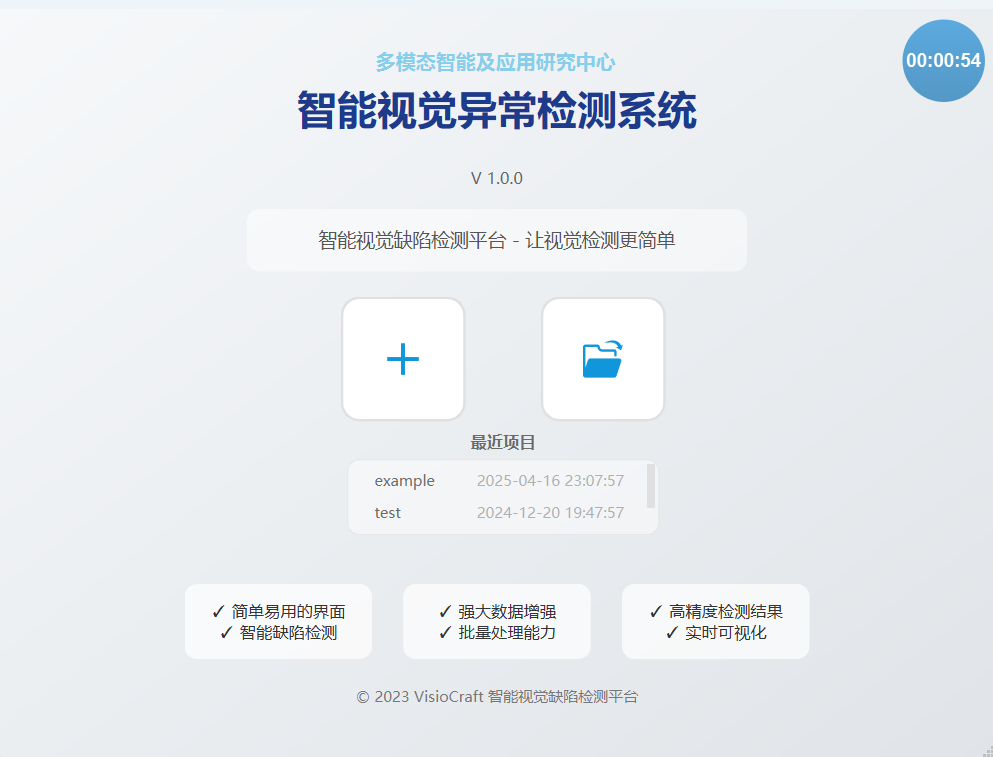 多模态智能及应用研究中心
00:00:54
智能视觉异常检测系统
V 1.0.0
智能视觉缺陷检测平台 - 让视觉检测更简单
最近项目
example 2025-04-16 23:07:57
test 2024-12-20 19:47:57
✓ 简单易用的界面
✓ 智能缺陷检测
✓ 强大数据增强
✓ 批量处理能力
✓ 高精度检测结果
✓ 实时可视化
© 2023 VisioCraft 智能视觉缺陷检测平台